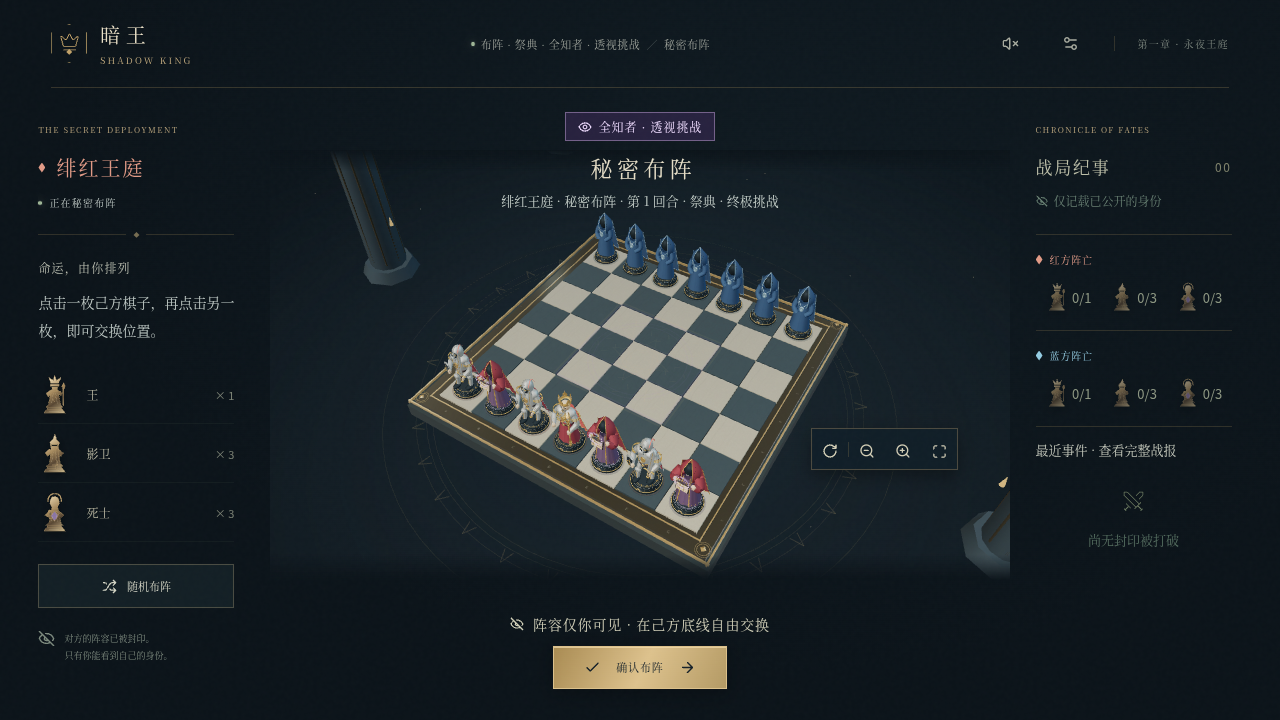 暗王
SHADOW KING
布阵 · 祭典 · 全知者 · 透视挑战 ／ 秘密布阵
第一章 · 永夜王庭
THE SECRET DEPLOYMENT
绯红王庭
正在秘密布阵
命运，由你排列
点击一枚己方棋子，再点击另一
枚，即可交换位置。
王 × 1
影卫 × 3
死士 × 3
随机布阵
对方的阵容已被封印。
只有你能看到自己的身份。
全知者 · 透视挑战
秘密布阵
绯红王庭 · 秘密布阵 · 第 1 回合 · 祭典 · 终极挑战
阵容仅你可见 · 在己方底线自由交换
确认布阵
CHRONICLE OF FATES
战局纪事 00
仅记载已公开的身份
红方阵亡
0/1 0/3 0/3
蓝方阵亡
0/1 0/3 0/3
最近事件 · 查看完整战报
尚无封印被打破